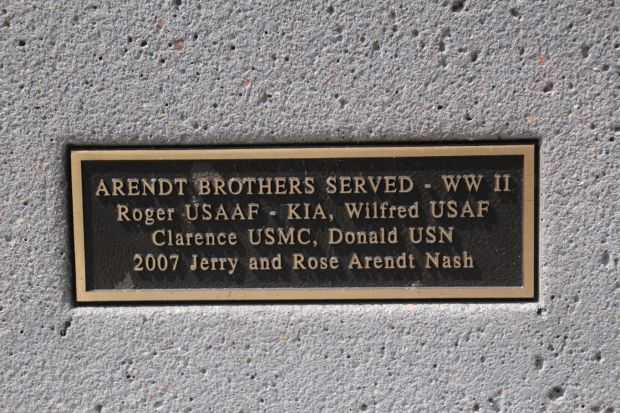 ARENDT BROTHERS SERVED - WW II
Roger USAAF - KIA, Wilfred USAF
Clarence USMC, Donald USN
2007 Jerry and Rose Arendt Nash